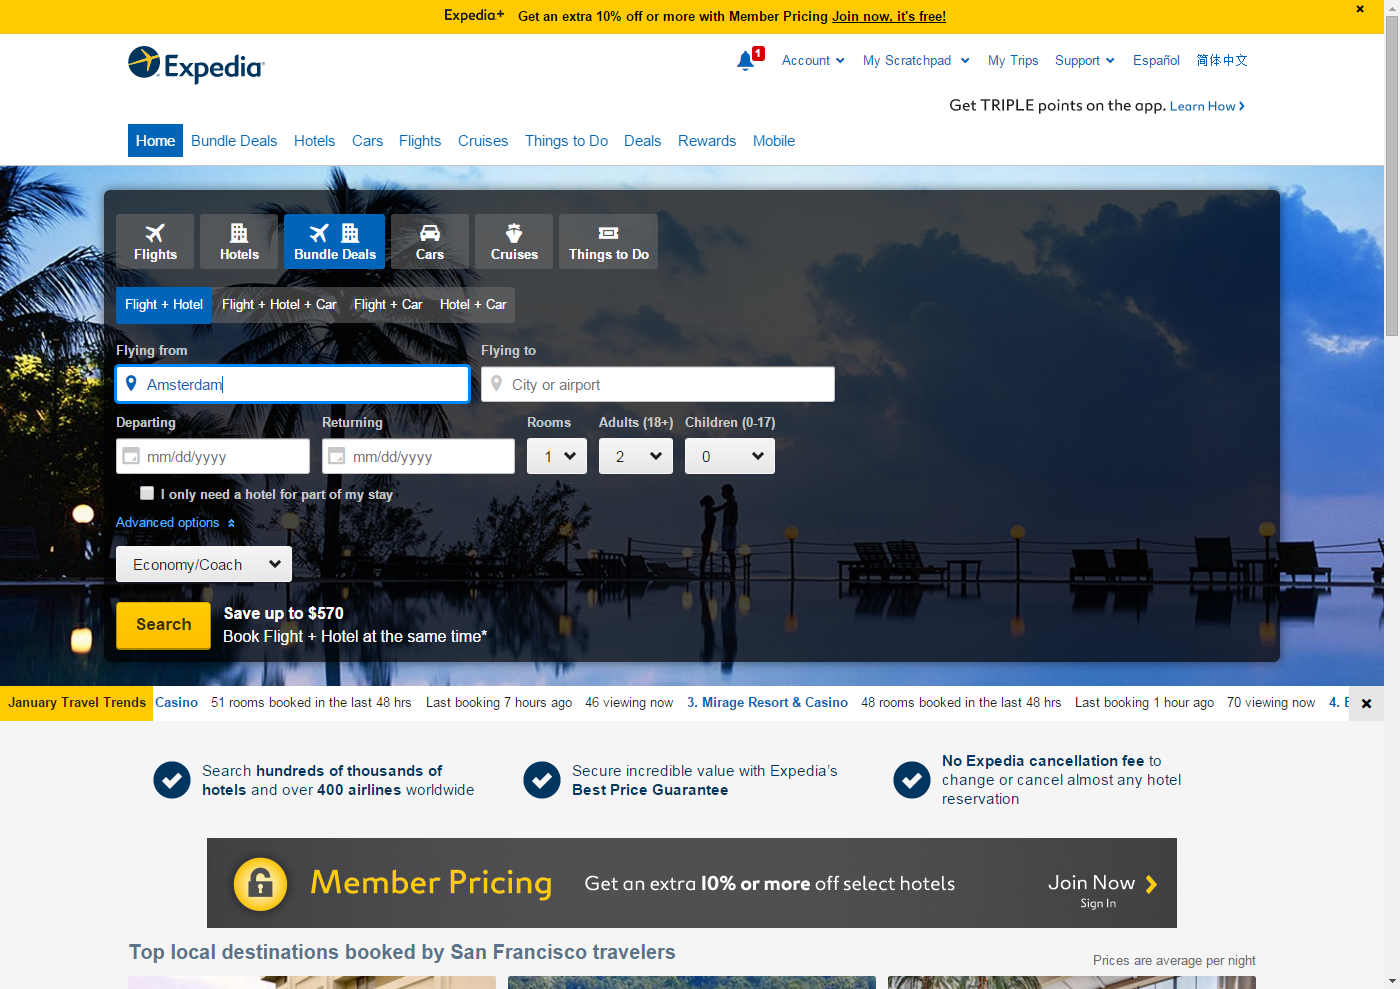 Expedia+ Get an extra 10% off or more with Member Pricing Join now, it's free!
Expedia
1 Account My Scratchpad My Trips Support Español 简体中文
Get TRIPLE points on the app. Learn How
Home Bundle Deals Hotels Cars Flights Cruises Things to Do Deals Rewards Mobile
Flights Hotels Bundle Deals Cars Cruises Things to Do
Flight + Hotel Flight + Hotel + Car Flight + Car Hotel + Car
Flying from Flying to
Amsterdam City or airport
Departing Returning Rooms Adults (18+) Children (0-17)
mm/dd/yyyy mm/dd/yyyy 1 2 0
I only need a hotel for part of my stay
Advanced options
Economy/Coach
Search
Save up to $570
Book Flight + Hotel at the same time*
January Travel Trends Casino 51 rooms booked in the last 48 hrs Last booking 7 hours ago 46 viewing now 3. Mirage Resort & Casino 48 rooms booked in the last 48 hrs Last booking 1 hour ago 70 viewing now 4.
Search hundreds of thousands of
hotels and over 400 airlines worldwide
Secure incredible value with Expedia's
Best Price Guarantee
No Expedia cancellation fee to
change or cancel almost any hotel
reservation
Member Pricing Get an extra 10% or more off select hotels Join Now
Sign In
Top local destinations booked by San Francisco travelers
Prices are average per night